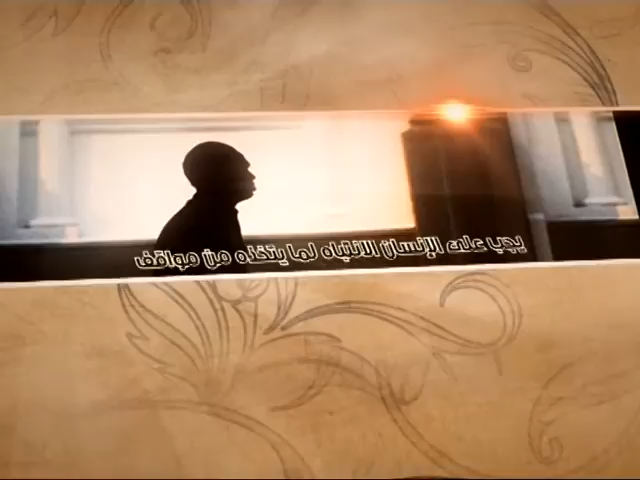 يجب على الإنسان الانتباه لما يتخذه من مواقف